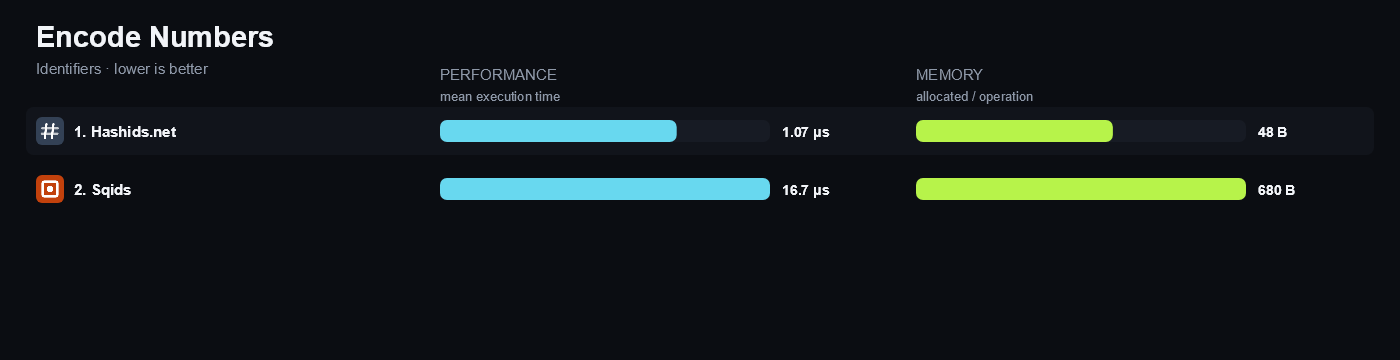 Encode Numbers
Identifiers · lower is better
PERFORMANCE
mean execution time
MEMORY
allocated / operation
1. Hashids.net 1.07 µs 48 B
2. Sqids 16.7 µs 680 B